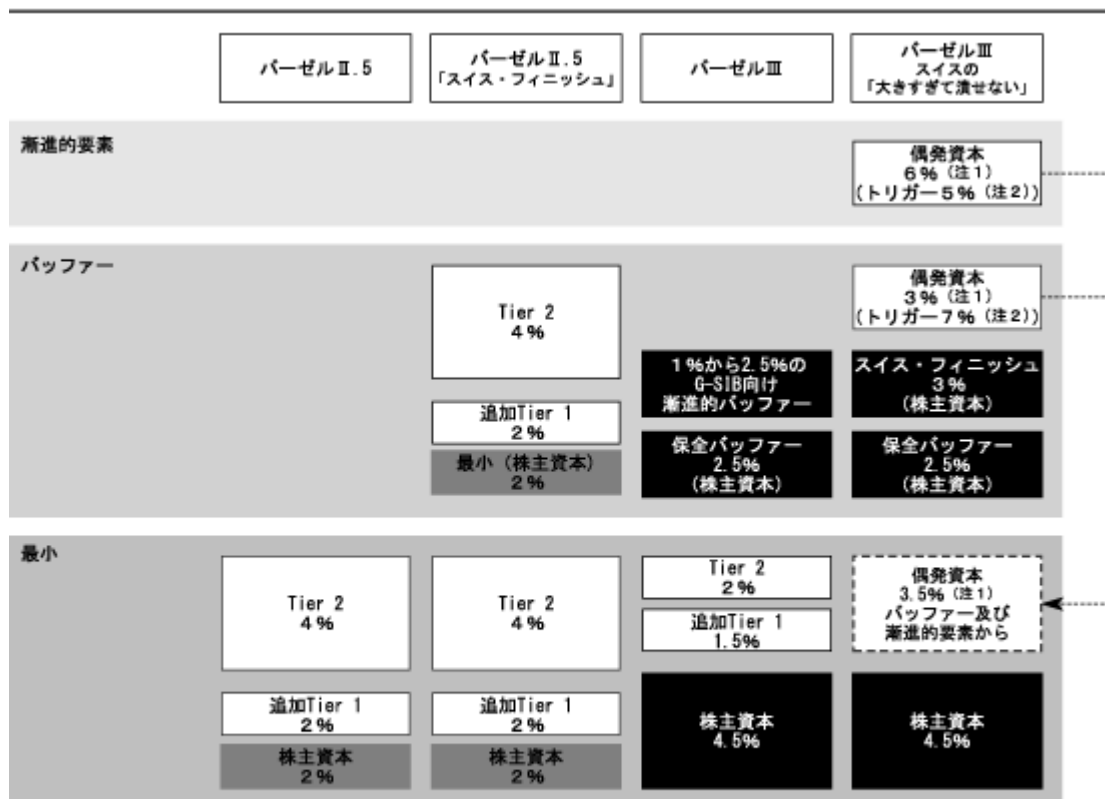 バーゼルⅡ.5
バーゼルⅡ.5
「スイス・フィニッシュ」
バーゼルⅢ
バーゼルⅢ
スイスの
「大きすぎて潰せない」
漸進的要素
偶発資本
6%(注1)
(トリガー5%(注2))
バッファー
Tier 2
4%
追加Tier 1
2%
最小(株主資本)
2%
1%から2.5%の
G-SIB向け
漸進的バッファー
保全バッファー
2.5%
(株主資本)
偶発資本
3%(注1)
(トリガー7%(注2))
スイス・フィニッシュ
3%
(株主資本)
保全バッファー
2.5%
(株主資本)
最小
Tier 2
4%
追加Tier 1
2%
株主資本
2%
Tier 2
4%
追加Tier 1
2%
株主資本
2%
Tier 2
2%
追加Tier 1
1.5%
株主資本
4.5%
偶発資本
3.5%(注1)
バッファー及び
漸進的要素から
株主資本
4.5%